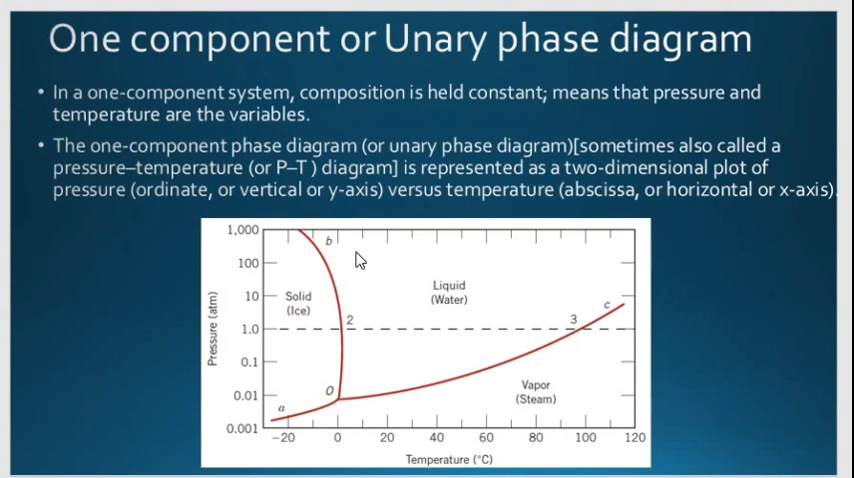 One component or Unary phase diagram
• In a one-component system, composition is held constant; means that pressure and
temperature are the variables.
• The one-component phase diagram (or unary phase diagram)[sometimes also called a
pressure–temperature (or P–T ) diagram] is represented as a two-dimensional plot of
pressure (ordinate, or vertical or y-axis) versus temperature (abscissa, or horizontal or x-axis).
1,000
b
100
Liquid
(Water)
10
Solid
(Ice)
c
Pressure (atm)
2
3
1.0
0.1
Vapor
(Steam)
0.01
O
a
0.001
−20 0 20 40 60 80 100 120
Temperature (°C)